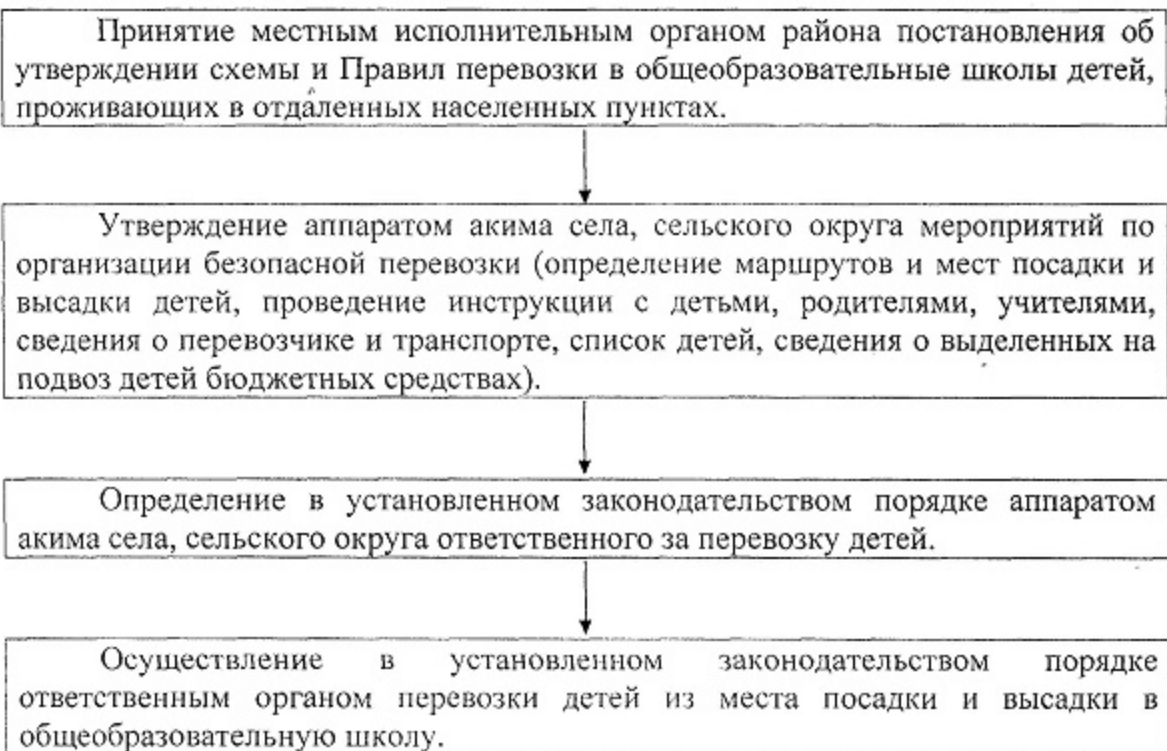 Принятие местным исполнительным органом района постановления об
утверждении схемы и Правил перевозки в общеобразовательные школы детей,
проживающих в отдаленных населенных пунктах.
Утверждение аппаратом акима села, сельского округа мероприятий по
организации безопасной перевозки (определение маршрутов и мест посадки и
высадки детей, проведение инструкции с детьми, родителями, учителями,
сведения о перевозчике и транспорте, список детей, сведения о выделенных на
подвоз детей бюджетных средствах).
Определение в установленном законодательством порядке аппаратом
акима села, сельского округа ответственного за перевозку детей.
Осуществление в установленном законодательством порядке
ответственным органом перевозки детей из места посадки и высадки в
общеобразовательную школу.